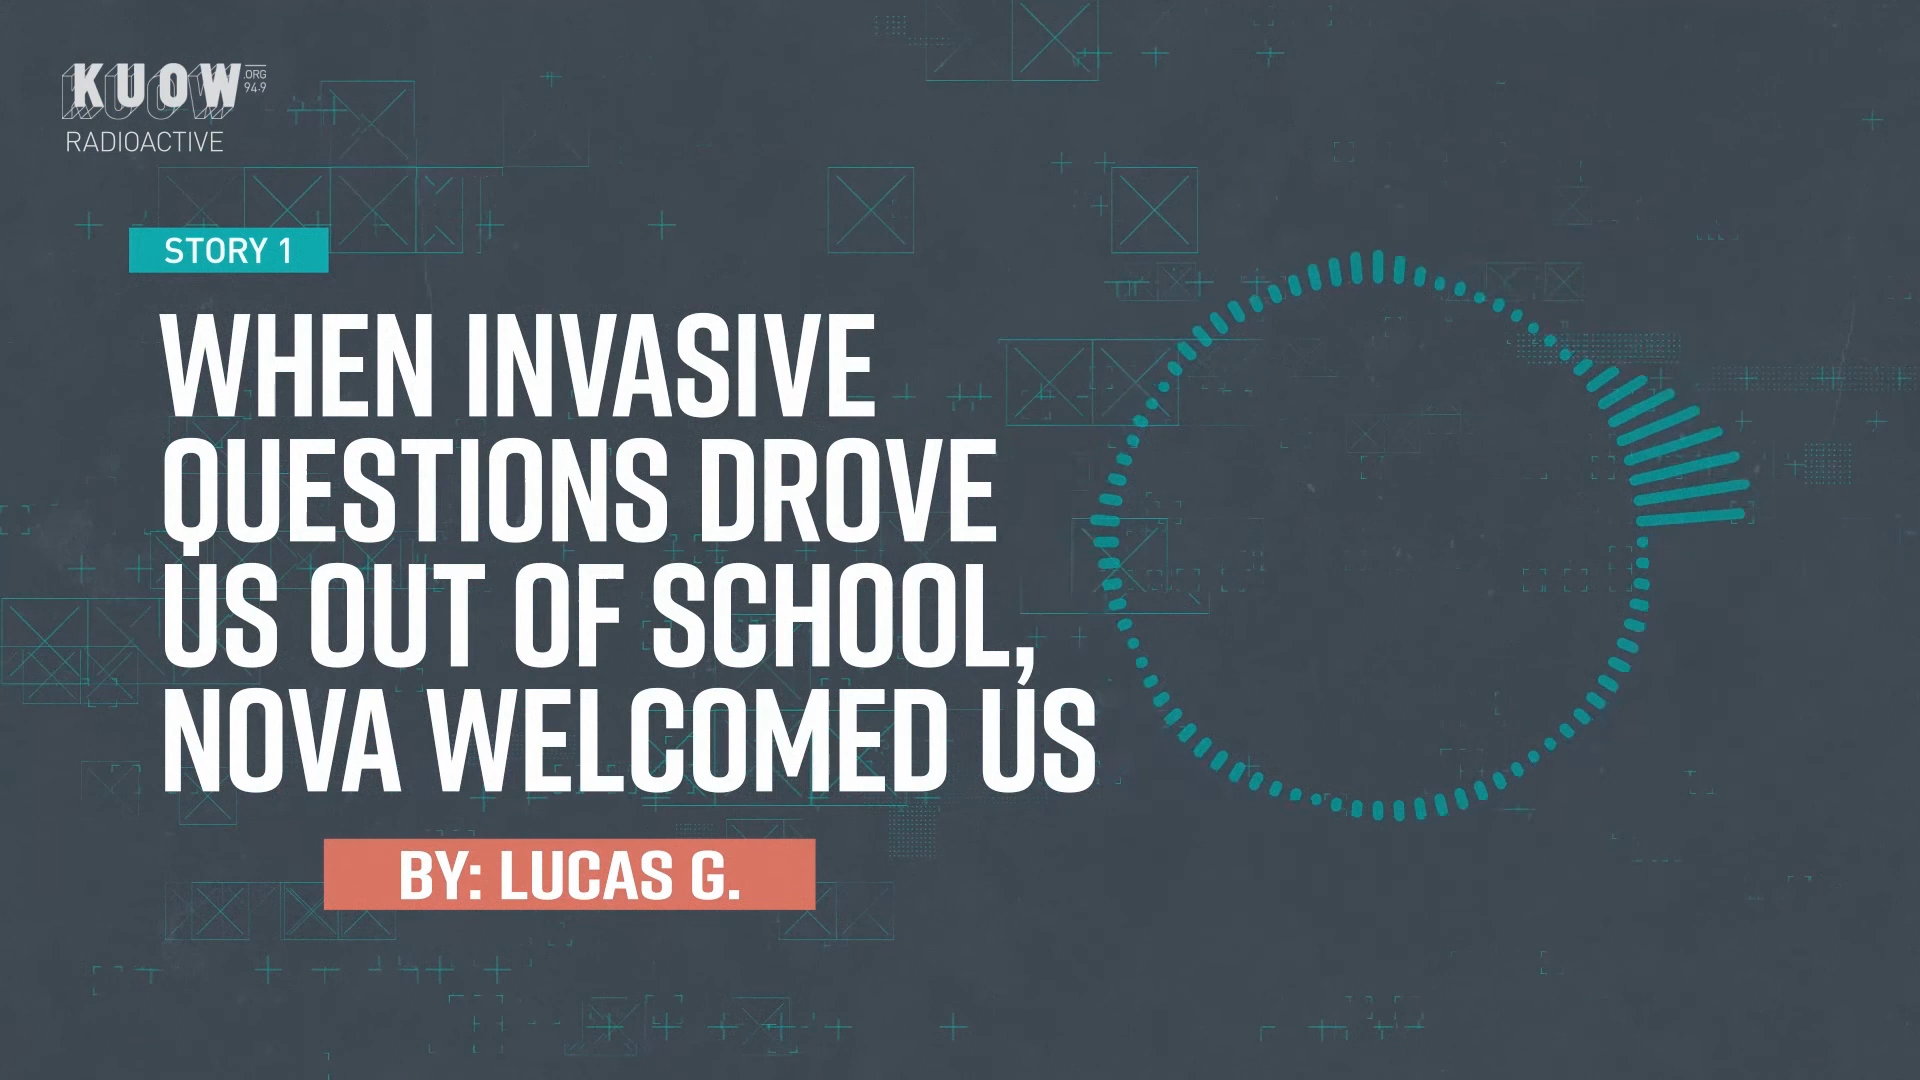 KUOW
.ORG
94.9
RADIOACTIVE
STORY 1
WHEN INVASIVE
QUESTIONS DROVE
US OUT OF SCHOOL,
NOVA WELCOMED US
BY: LUCAS G.